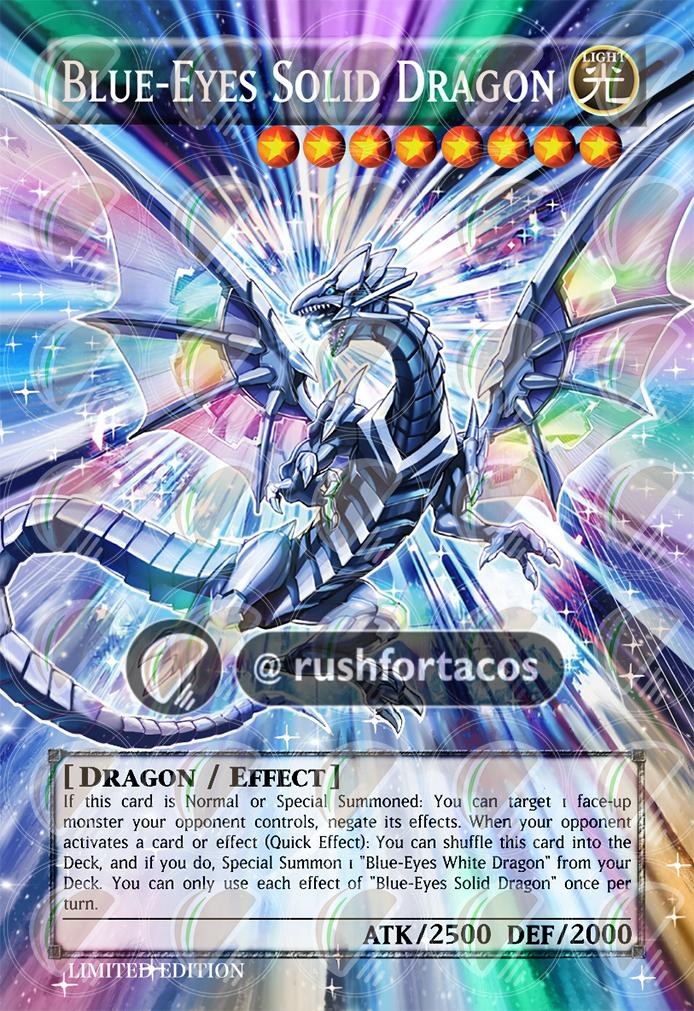 BLUE-EYES SOLID DRAGON
LIGHT
光
@rushfortacos
[DRAGON / EFFECT]
If this card is Normal or Special Summoned: You can target 1 face-up
monster your opponent controls, negate its effects. When your opponent
activates a card or effect (Quick Effect): You can shuffle this card into the
Deck, and if you do, Special Summon 1 "Blue-Eyes White Dragon" from your
Deck. You can only use each effect of "Blue-Eyes Solid Dragon" once per
turn.
ATK/2500 DEF/2000
LIMITED EDITION